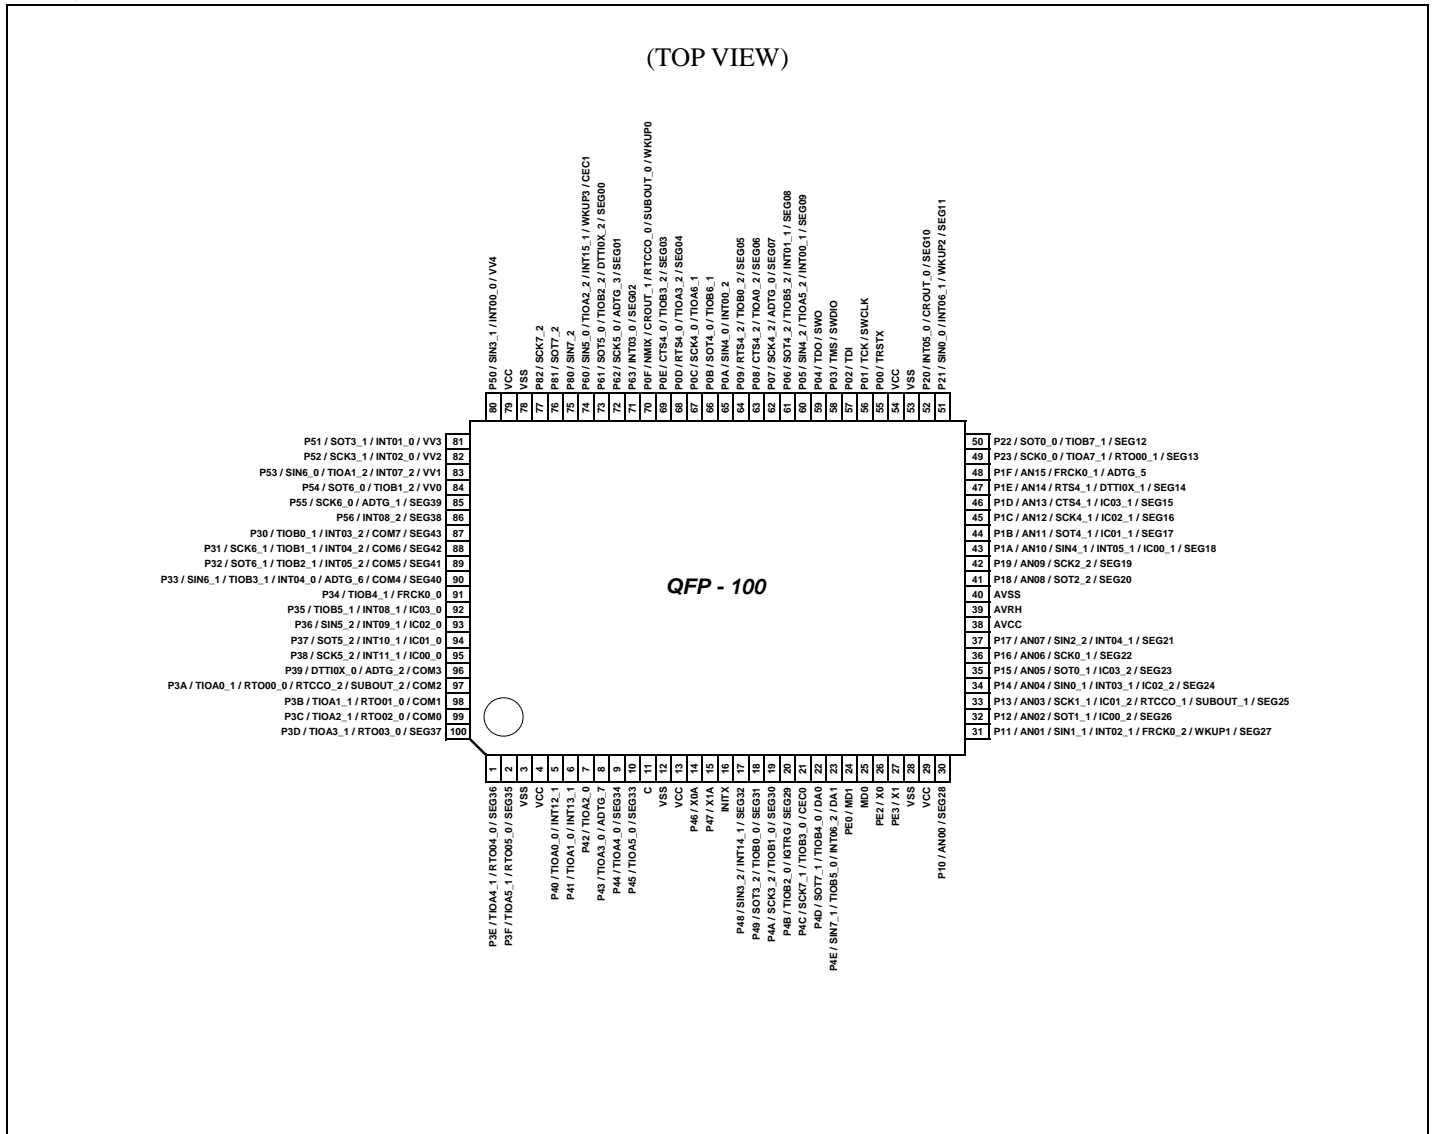 (TOP VIEW)
P50 / SIN3_1 / INT00_0 / VV4
VCC
VSS
P82 / SCK7_2
P81 / SOT7_2
P80 / SIN7_2
P60 / SIN5_0 / TIOA2_2 / INT15_1 / WKUP3 / CEC1
P61 / SOT5_0 / TIOB2_2 / DTTI0X_2 / SEG00
P62 / SCK5_0 / ADTG_3 / SEG01
P63 / INT03_0 / SEG02
P0F / NMIX / CROUT_1 / RTCCO_0 / SUBOUT_0 / WKUP0
P0E / CTS4_0 / TIOB3_2 / SEG03
P0D / RTS4_0 / TIOA3_2 / SEG04
P0C / SCK4_0 / TIOA6_1
P0B / SOT4_0 / TIOB6_1
P0A / SIN4_0 / INT00_2
P09 / RTS4_2 / TIOB0_2 / SEG05
P08 / CTS4_2 / TIOA0_2 / SEG06
P07 / SCK4_2 / ADTG_0 / SEG07
P06 / SOT4_2 / TIOB5_2 / INT01_1 / SEG08
P05 / SIN4_2 / TIOA5_2 / INT00_1 / SEG09
P04 / TDO / SWO
P03 / TMS / SWDIO
P02 / TDI
P01 / TCK / SWCLK
P00 / TRSTX
VCC
VSS
P20 / INT05_0 / CROUT_0 / SEG10
P21 / SIN0_0 / INT06_1 / WKUP2 / SEG11
80 79 78 77 76 75 74 73 72 71 70 69 68 67 66 65 64 63 62 61 60 59 58 57 56 55 54 53 52 51
P51 / SOT3_1 / INT01_0 / VV3 81
P52 / SCK3_1 / INT02_0 / VV2 82
P53 / SIN6_0 / TIOA1_2 / INT07_2 / VV1 83
P54 / SOT6_0 / TIOB1_2 / VV0 84
P55 / SCK6_0 / ADTG_1 / SEG39 85
P56 / INT08_2 / SEG38 86
P30 / TIOB0_1 / INT03_2 / COM7 / SEG43 87
P31 / SCK6_1 / TIOB1_1 / INT04_2 / COM6 / SEG42 88
P32 / SOT6_1 / TIOB2_1 / INT05_2 / COM5 / SEG41 89
P33 / SIN6_1 / TIOB3_1 / INT04_0 / ADTG_6 / COM4 / SEG40 90
P34 / TIOB4_1 / FRCK0_0 91
P35 / TIOB5_1 / INT08_1 / IC03_0 92
P36 / SIN5_2 / INT09_1 / IC02_0 93
P37 / SOT5_2 / INT10_1 / IC01_0 94
P38 / SCK5_2 / INT11_1 / IC00_0 95
P39 / DTTI0X_0 / ADTG_2 / COM3 96
P3A / TIOA0_1 / RTO00_0 / RTCCO_2 / SUBOUT_2 / COM2 97
P3B / TIOA1_1 / RTO01_0 / COM1 98
P3C / TIOA2_1 / RTO02_0 / COM0 99
P3D / TIOA3_1 / RTO03_0 / SEG37 100
QFP - 100
50 P22 / SOT0_0 / TIOB7_1 / SEG12
49 P23 / SCK0_0 / TIOA7_1 / RTO00_1 / SEG13
48 P1F / AN15 / FRCK0_1 / ADTG_5
47 P1E / AN14 / RTS4_1 / DTTI0X_1 / SEG14
46 P1D / AN13 / CTS4_1 / IC03_1 / SEG15
45 P1C / AN12 / SCK4_1 / IC02_1 / SEG16
44 P1B / AN11 / SOT4_1 / IC01_1 / SEG17
43 P1A / AN10 / SIN4_1 / INT05_1 / IC00_1 / SEG18
42 P19 / AN09 / SCK2_2 / SEG19
41 P18 / AN08 / SOT2_2 / SEG20
40 AVSS
39 AVRH
38 AVCC
37 P17 / AN07 / SIN2_2 / INT04_1 / SEG21
36 P16 / AN06 / SCK0_1 / SEG22
35 P15 / AN05 / SOT0_1 / IC03_2 / SEG23
34 P14 / AN04 / SIN0_1 / INT03_1 / IC02_2 / SEG24
33 P13 / AN03 / SCK1_1 / IC01_2 / RTCCO_1 / SUBOUT_1 / SEG25
32 P12 / AN02 / SOT1_1 / IC00_2 / SEG26
31 P11 / AN01 / SIN1_1 / INT02_1 / FRCK0_2 / WKUP1 / SEG27
1 2 3 4 5 6 7 8 9 10 11 12 13 14 15 16 17 18 19 20 21 22 23 24 25 26 27 28 29 30
P3E / TIOA4_1 / RTO04_0 / SEG36
P3F / TIOA5_1 / RTO05_0 / SEG35
VSS
VCC
P40 / TIOA0_0 / INT12_1
P41 / TIOA1_0 / INT13_1
P42 / TIOA2_0
P43 / TIOA3_0 / ADTG_7
P44 / TIOA4_0 / SEG34
P45 / TIOA5_0 / SEG33
C
VSS
VCC
P46 / X0A
P47 / X1A
INITX
P48 / SIN3_2 / INT14_1 / SEG32
P49 / SOT3_2 / TIOB0_0 / SEG31
P4A / SCK3_2 / TIOB1_0 / SEG30
P4B / TIOB2_0 / IGTRG / SEG29
P4C / SCK7_1 / TIOB3_0 / CEC0
P4D / SOT7_1 / TIOB4_0 / DA0
P4E / SIN7_1 / TIOB5_0 / INT06_2 / DA1
PE0 / MD1
MD0
PE2 / X0
PE3 / X1
VSS
VCC
P10 / AN00 / SEG28